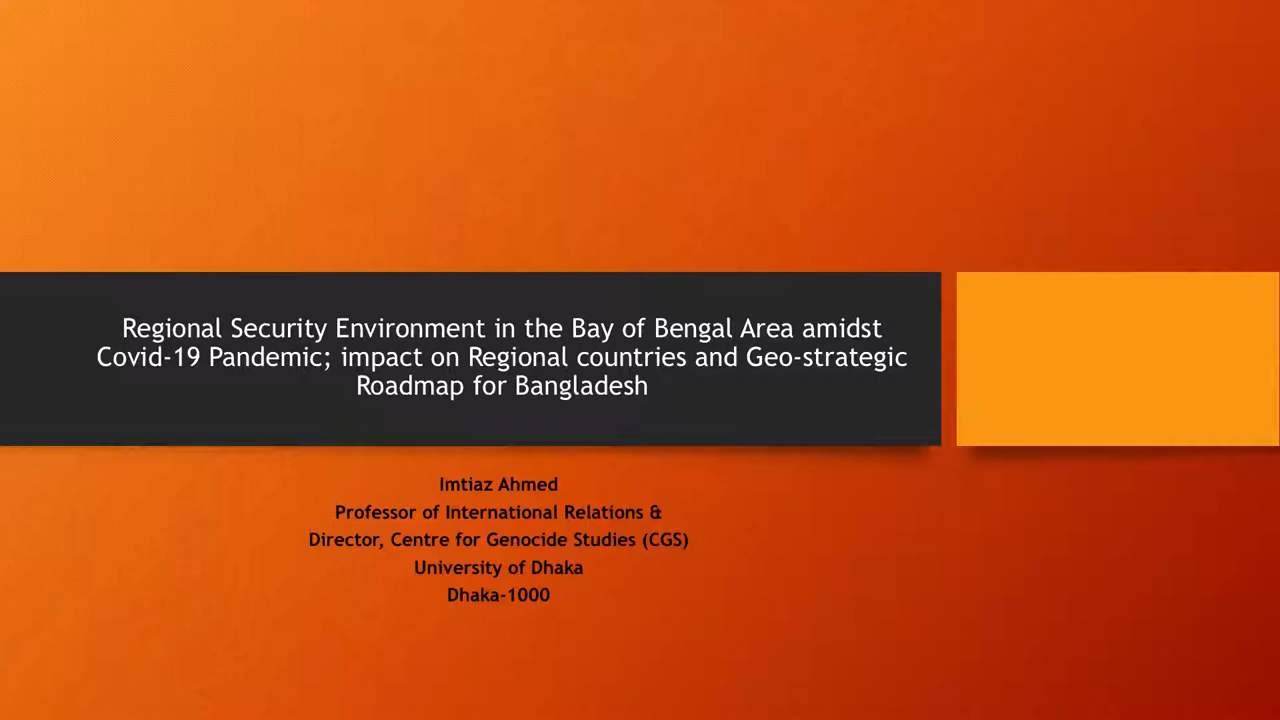 Regional Security Environment in the Bay of Bengal Area amidst
Covid-19 Pandemic; impact on Regional countries and Geo-strategic
Roadmap for Bangladesh
Imtiaz Ahmed
Professor of International Relations &
Director, Centre for Genocide Studies (CGS)
University of Dhaka
Dhaka-1000